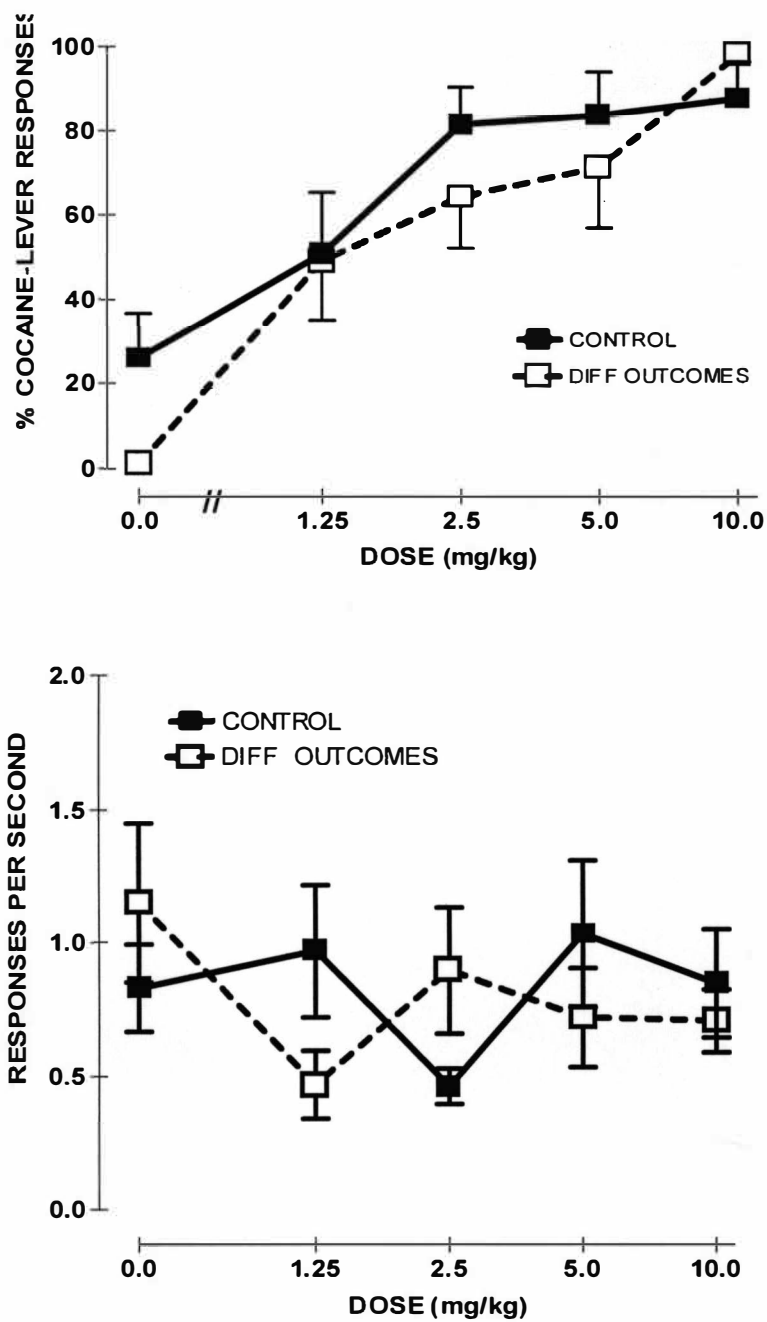 % COCAINE-LEVER RESPONSES
100
80
60
40
20
0
CONTROL
DIFF OUTCOMES
0.0 // 1.25 2.5 5.0 10.0
DOSE (mg/kg)
RESPONSES PER SECOND
2.0
1.5
1.0
0.5
0.0
CONTROL
DIFF OUTCOMES
0.0 1.25 2.5 5.0 10.0
DOSE (mg/kg)